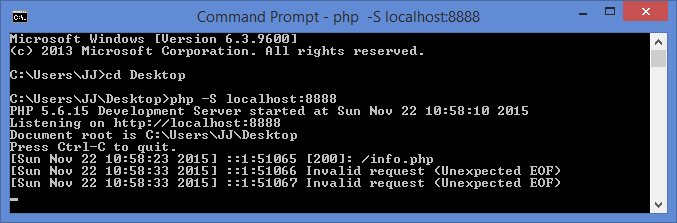 Command Prompt - php  -S localhost:8888
Microsoft Windows [Version 6.3.9600]
(c) 2013 Microsoft Corporation. All rights reserved.
C:\Users\JJ>cd Desktop
C:\Users\JJ\Desktop>php -S localhost:8888
PHP 5.6.15 Development Server started at Sun Nov 22 10:58:10 2015
Listening on http://localhost:8888
Document root is C:\Users\JJ\Desktop
Press Ctrl-C to quit.
[Sun Nov 22 10:58:23 2015] ::1:51065 [200]: /info.php
[Sun Nov 22 10:58:33 2015] ::1:51066 Invalid request (Unexpected EOF)
[Sun Nov 22 10:58:33 2015] ::1:51067 Invalid request (Unexpected EOF)